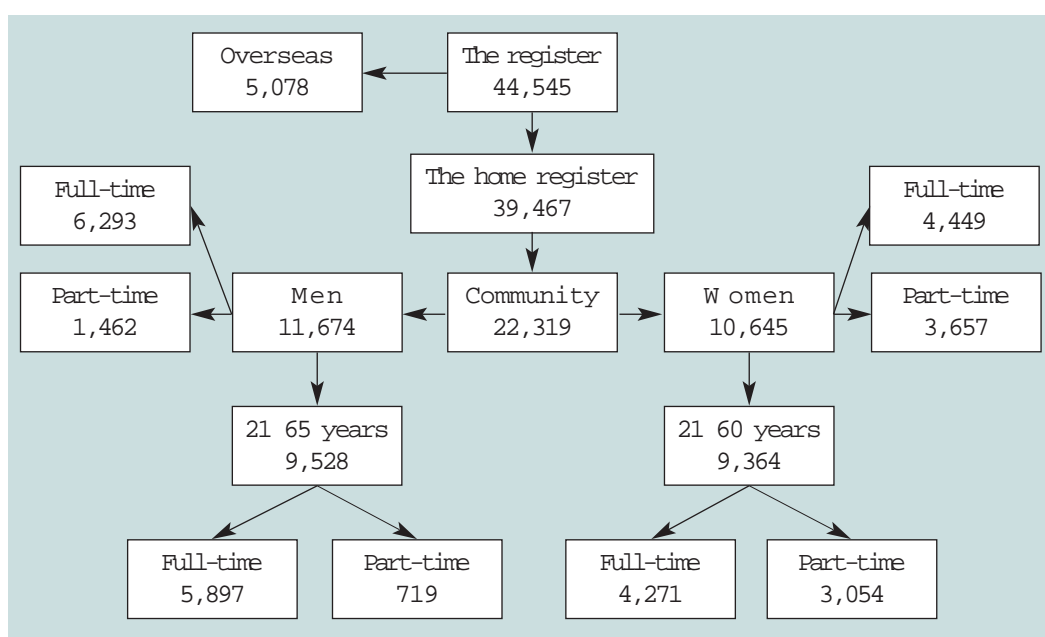 Overseas
5,078
The register
44,545
The home register
39,467
Full-time
6,293
Full-time
4,449
Part-time
1,462
Men
11,674
Community
22,319
Women
10,645
Part-time
3,657
21 65 years
9,528
21 60 years
9,364
Full-time
5,897
Part-time
719
Full-time
4,271
Part-time
3,054